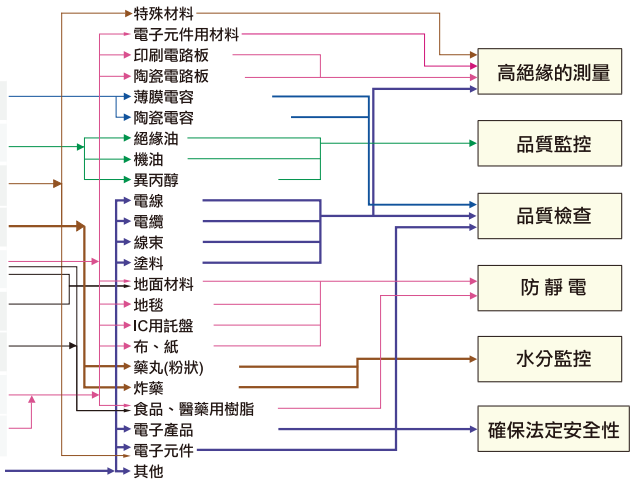 特殊材料
電子元件用材料
印刷電路板
陶瓷電路板
薄膜電容
陶瓷電容
絕緣油
機油
異丙醇
電線
電纜
線束
塗料
地面材料
地毯
IC用託盤
布、紙
藥丸(粉狀)
炸藥
食品、醫藥用樹脂
電子產品
電子元件
其他
高絕緣的測量
品質監控
品質檢查
防靜電
水分監控
確保法定安全性